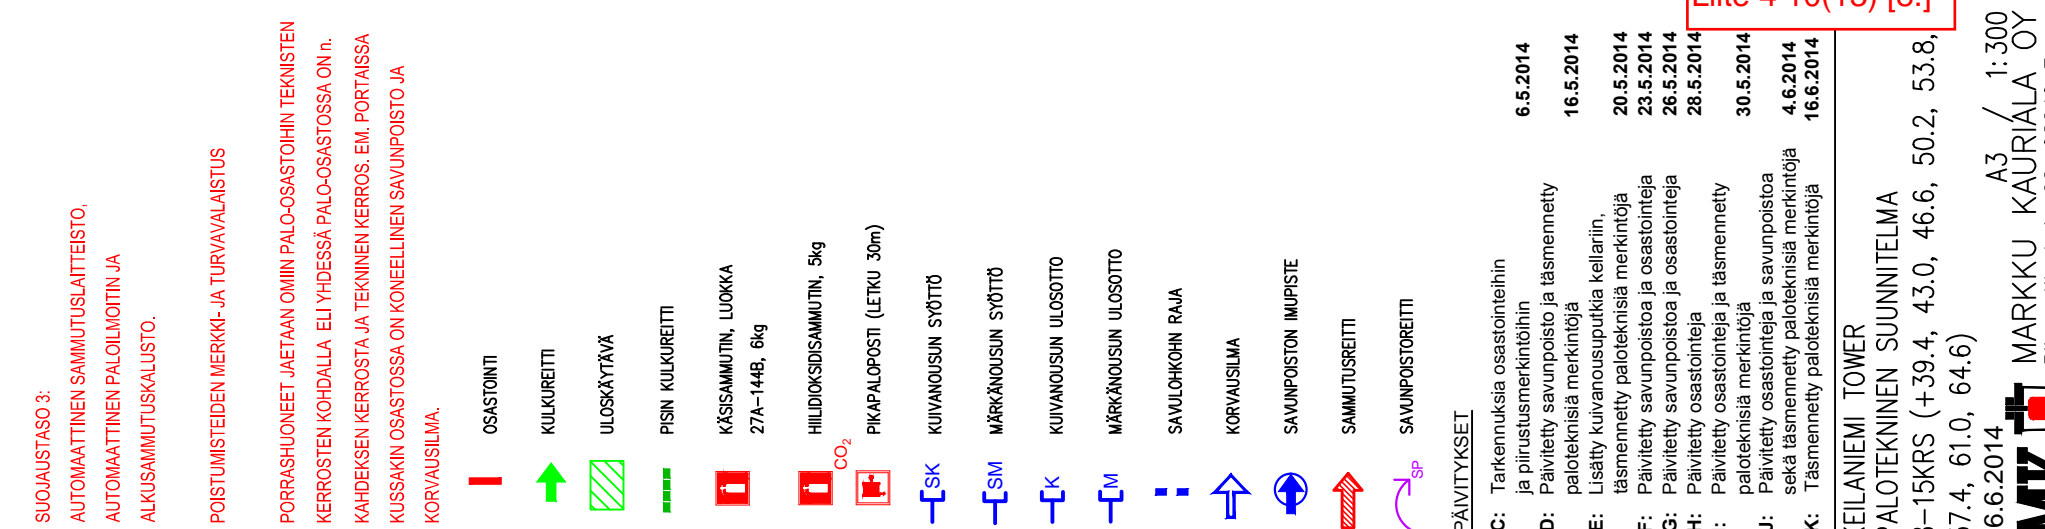 SUOJAUSTASO 3:
AUTOMAATTINEN SAMMUTUSLAITTEISTO,
AUTOMAATTINEN PALOILMOITIN JA
ALKUSAMMUTUSKALUSTO.
POISTUMISTEIDEN MERKKI- JA TURVAVALAISTUS
PORRASHUONEET JAETAAN OMIIN PALO-OSASTOIHIN TEKNISTEN
KERROSTEN KOHDALLA ELI YHDESSÄ PALO-OSASTOSSA ON n.
KAHDEKSEN KERROSTA JA TEKNINEN KERROS. EM. PORTAISSA
KUSSAKIN OSASTOSSA ON KONEELLINEN SAVUNPOISTO JA
KORVAUSILMA.
OSASTOINTI
KULKUREITTI
ULOSKÄYTÄVÄ
PISIN KULKUREITTI
KÄSISAMMUTIN, LUOKKA
27A-144B, 6kg
CO2 HIILIDIOKSIDISAMMUTIN, 5kg
PIKAPALOPOSTI (LETKU 30m)
SK KUIVANOUSUN SYÖTTÖ
SM MÄRKÄNOUSUN SYÖTTÖ
K KUIVANOUSUN ULOSOTTO
M MÄRKÄNOUSUN ULOSOTTO
SAVULOHKOHN RAJA
KORVAUSILMA
SAVUNPOISTON IMUPISTE
SAMMUTUSREITTI
SP SAVUNPOISTOREITTI
PÄIVITYKSET
C: Tarkennuksia osastointeihin
ja piirustusmerkintöihin 6.5.2014
D: Päivitetty savunpoisto ja täsmennetty
paloteknisiä merkintöjä 16.5.2014
E: Lisätty kuivanousuputkia kellariin,
täsmennetty paloteknisiä merkintöjä 20.5.2014
F: Päivitetty savunpoistoa ja osastointeja 23.5.2014
G: Päivitetty savunpoistoa ja osastointeja 26.5.2014
H: Päivitetty osastointeja 28.5.2014
: Päivitetty osastointeja ja täsmennetty
paloteknisiä merkintöjä 30.5.2014
J: Päivitetty osastointeja ja savunpoistoa
sekä täsmennetty paloteknisiä merkintöjä 4.6.2014
K: Täsmennetty paloteknisiä merkintöjä 16.6.2014
EILANIEMI TOWER
PALOTEKNINEN SUUNNITELMA
-15KRS (+39.4, 43.0, 46.6, 50.2, 53.8,
57.4, 61.0, 64.6)
6.6.2014 A3 / 1:300
MARKKU KAURIALA OY